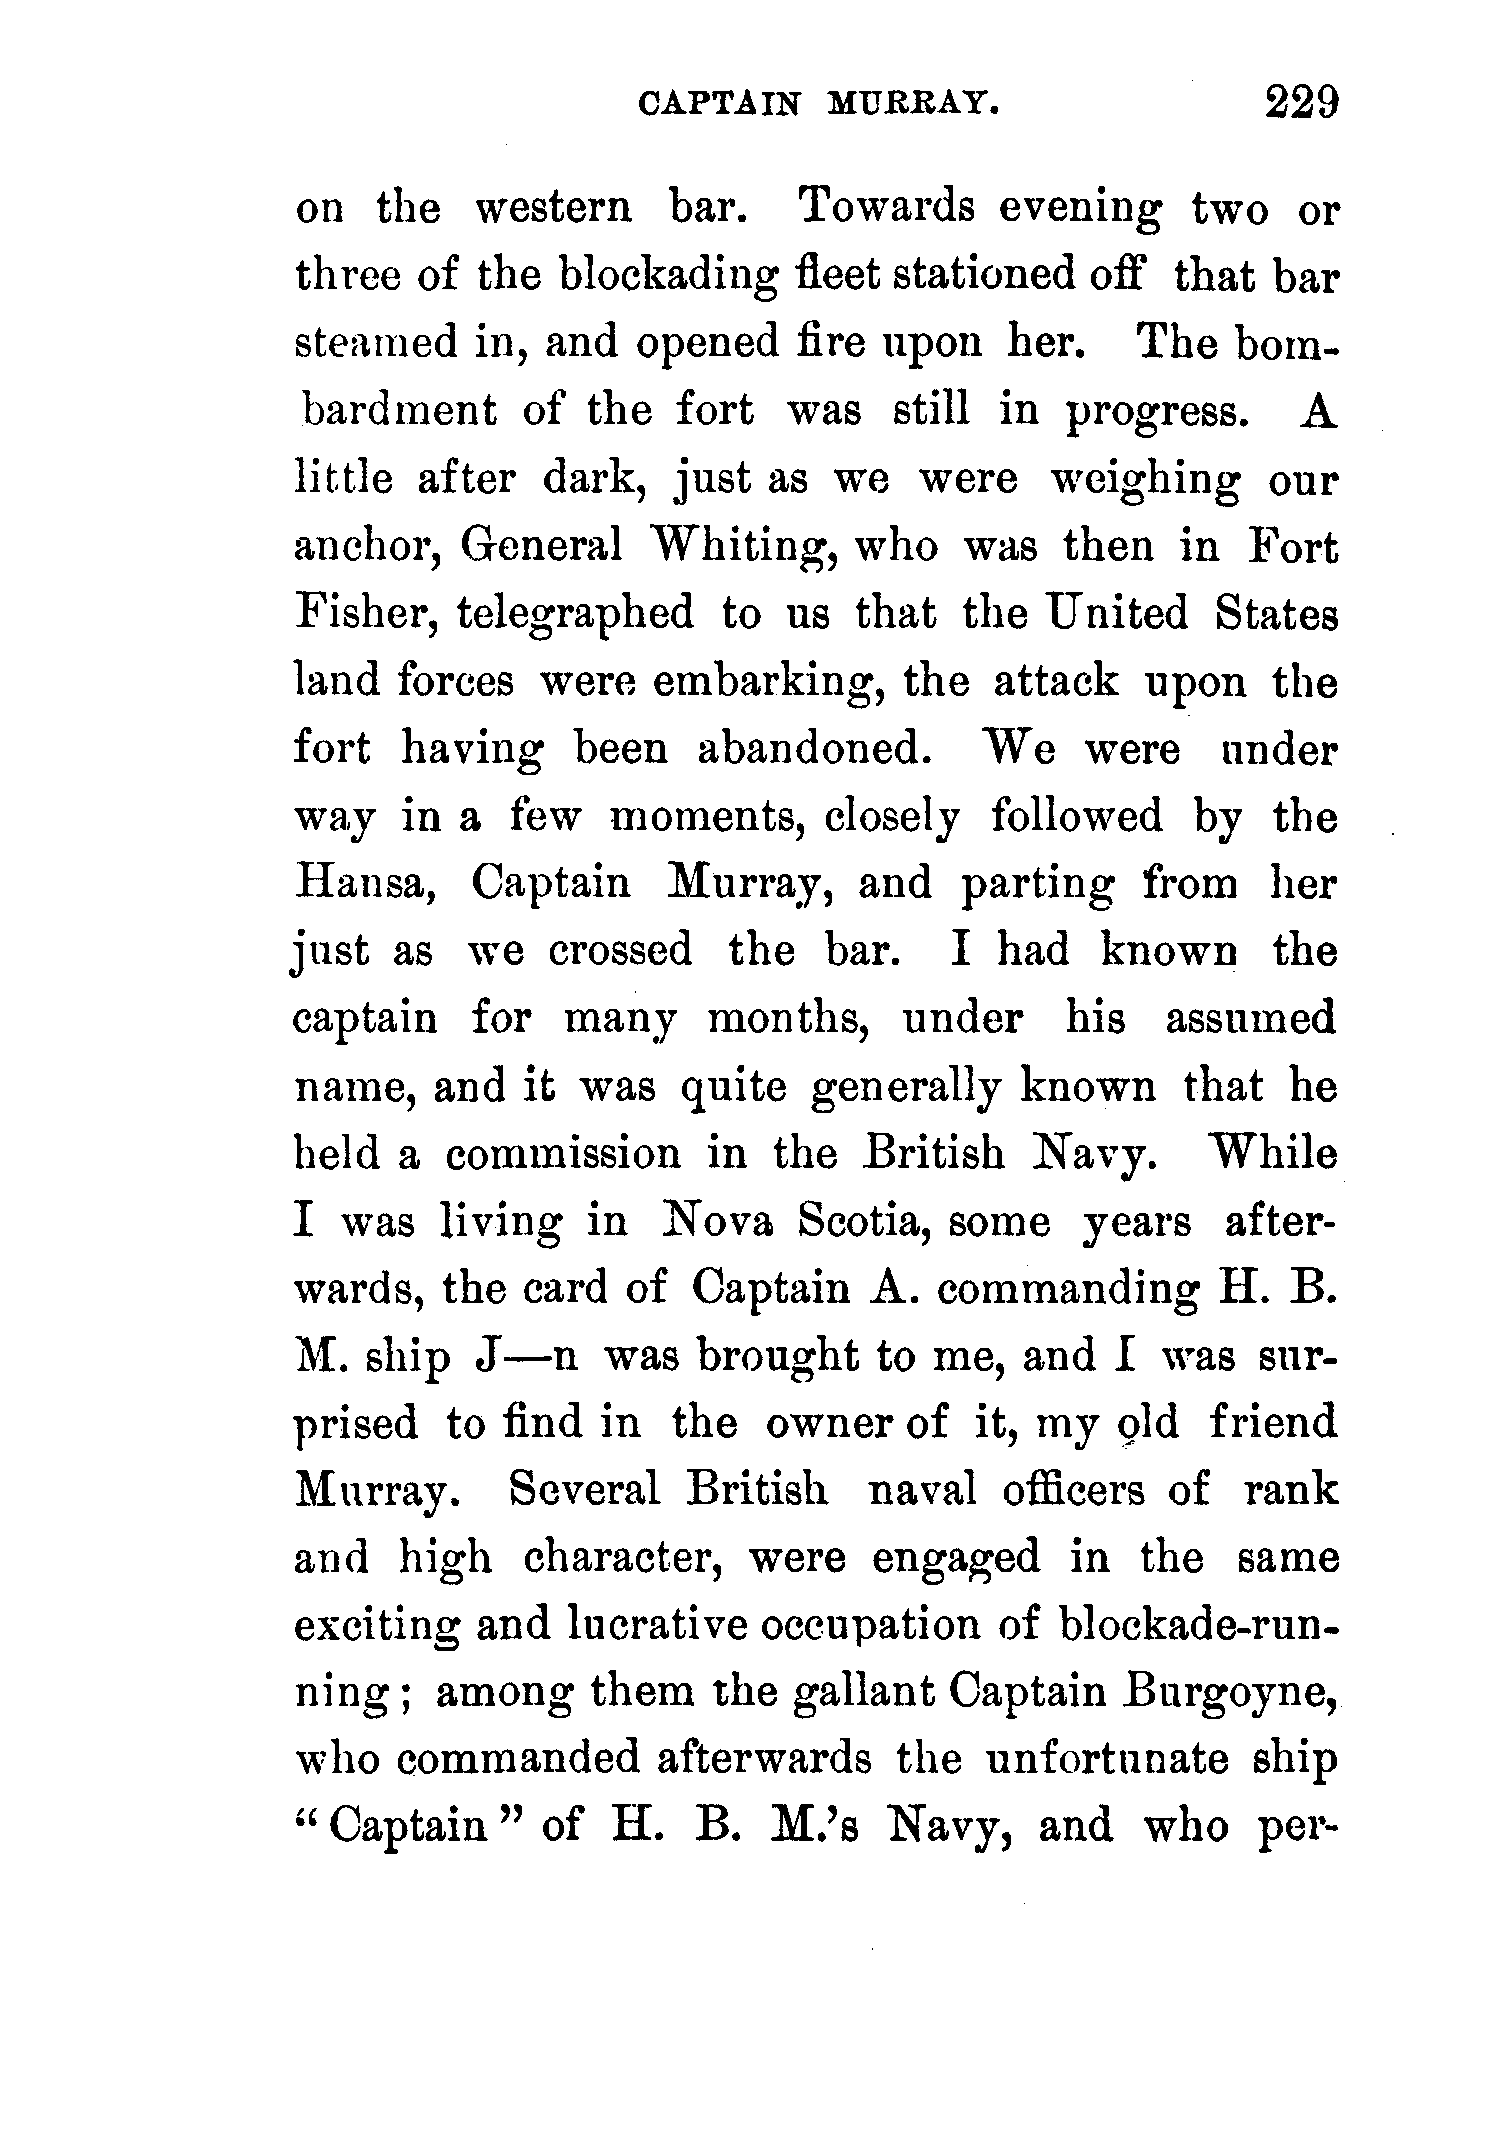 CAPTAIN MURRAY. 229
on the western bar. Towards evening two or
three of the blockading fleet stationed off that bar
steamed in, and opened fire upon her. The bom-
bardment of the fort was still in progress. A
little after dark, just as we were weighing our
anchor, General Whiting, who was then in Fort
Fisher, telegraphed to us that the United States
land forces were embarking, the attack upon the
fort having been abandoned. We were under
way in a few moments, closely followed by the
Hansa, Captain Murray, and parting from her
just as we crossed the bar. I had known the
captain for many months, under his assumed
name, and it was quite generally known that he
held a commission in the British Navy. While
I was living in Nova Scotia, some years after-
wards, the card of Captain A. commanding H. B.
M. ship J—n was brought to me, and I was sur-
prised to find in the owner of it, my old friend
Murray. Several British naval officers of rank
and high character, were engaged in the same
exciting and lucrative occupation of blockade-run-
ning; among them the gallant Captain Burgoyne,
who commanded afterwards the unfortunate ship
"Captain" of H. B. M.'s Navy, and who per-